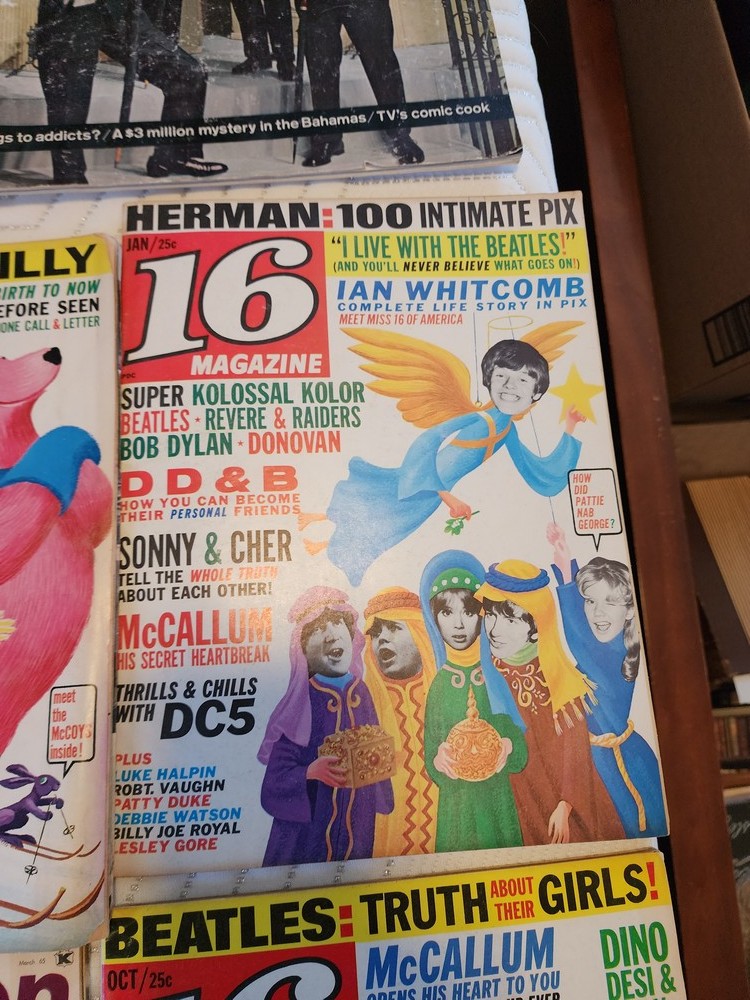 gs to addicts? / A $3 million mystery in the Bahamas / TV's comic cook
ILLY
BIRTH TO NOW
EFORE SEEN
ONE CALL & LETTER
meet
the
McCOYS
inside!
March 65 K
HERMAN: 100 INTIMATE PIX
JAN/25c
16
MAGAZINE
"I LIVE WITH THE BEATLES!"
(AND YOU'LL NEVER BELIEVE WHAT GOES ON!)
IAN WHITCOMB
COMPLETE LIFE STORY IN PIX
MEET MISS 16 OF AMERICA
SUPER KOLOSSAL KOLOR
BEATLES * REVERE & RAIDERS
BOB DYLAN * DONOVAN
D D & B
HOW YOU CAN BECOME
THEIR PERSONAL FRIENDS
SONNY & CHER
TELL THE WHOLE TRUTH
ABOUT EACH OTHER!
McCALLUM
HIS SECRET HEARTBREAK
THRILLS & CHILLS
WITH DC5
PLUS
LUKE HALPIN
ROBT. VAUGHN
PATTY DUKE
DEBBIE WATSON
BILLY JOE ROYAL
LESLEY GORE
HOW
DID
PATTIE
NAB
GEORGE?
BEATLES: TRUTH ABOUT THEIR GIRLS!
OCT/25c
McCALLUM
OPENS HIS HEART TO YOU
DINO
DESI &